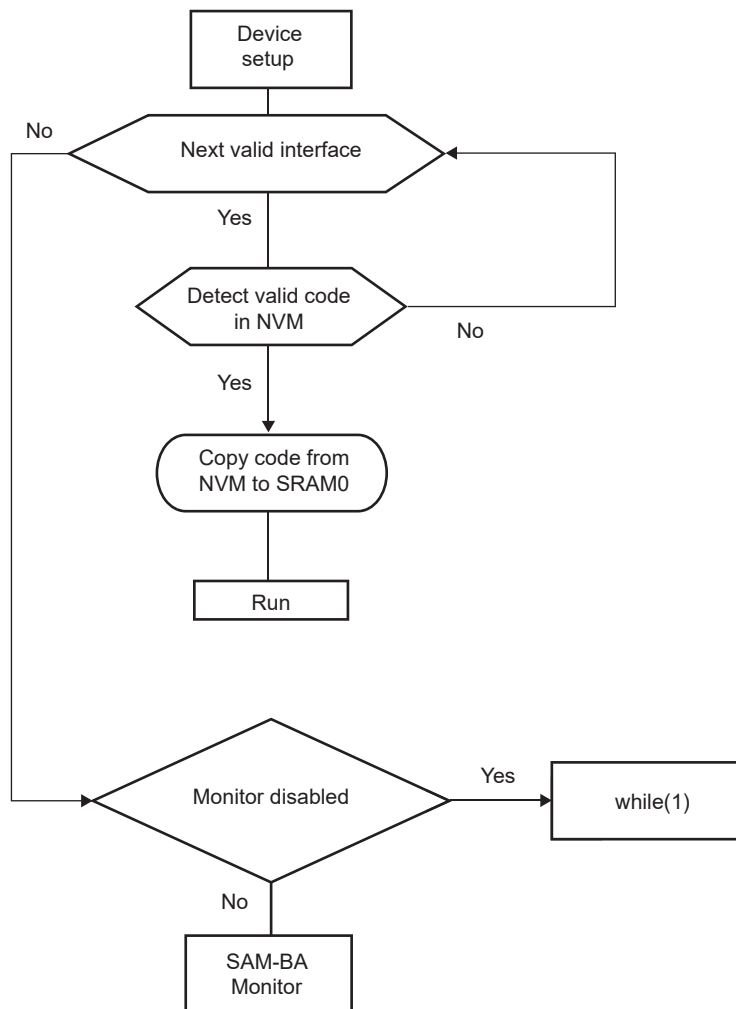 Device
setup
No
Next valid interface
Yes
Detect valid code
in NVM
No
Yes
Copy code from
NVM to SRAM0
Run
Monitor disabled
Yes
while(1)
No
SAM-BA
Monitor